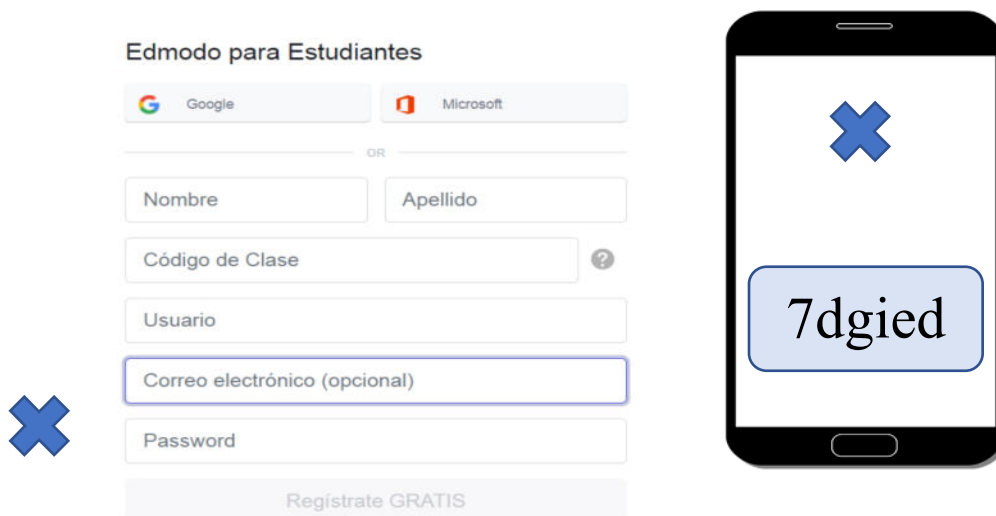 Edmodo para Estudiantes
Google Microsoft
OR
Nombre Apellido
Código de Clase ?
Usuario
Correo electrónico (opcional)
Password
Regístrate GRATIS
7dgied